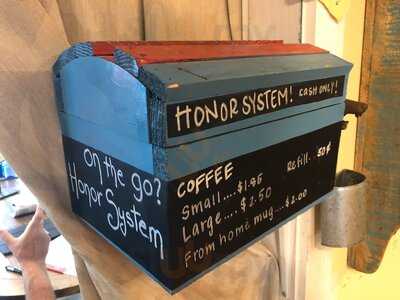 HONOR SYSTEM! CASH ONLY!
on the go?
Honor System
COFFEE Refill.. 50¢
Small.... $1.95
Large.... $2.50
From home mug....$2.00